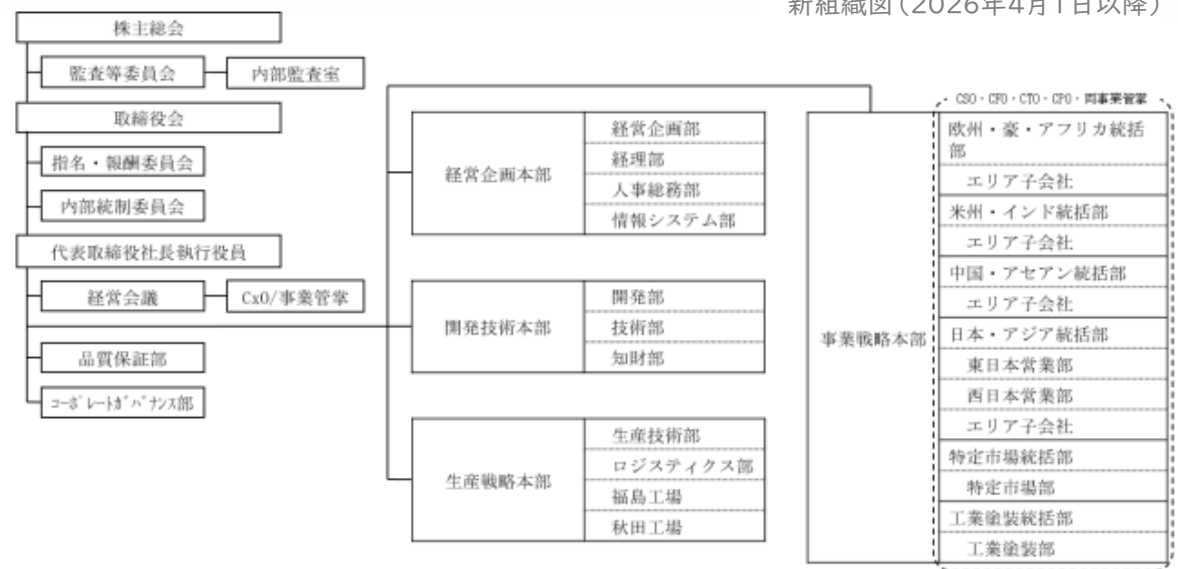 新組織図（2026年4月1日以降）
株主総会
監査等委員会
内部監査室
取締役会
指名・報酬委員会
内部統制委員会
代表取締役社長執行役員
経営会議
CxO/事業管掌
品質保証部
ｺｰﾎﾟﾚｰﾄｶﾞﾊﾞﾅﾝｽ部
経営企画本部
経営企画部
経理部
人事総務部
情報システム部
開発技術本部
開発部
技術部
知財部
生産戦略本部
生産技術部
ロジスティクス部
福島工場
秋田工場
事業戦略本部
CSO・CFO・CTO・CPO・両事業管掌
欧州・豪・アフリカ統括
部
エリア子会社
米州・インド統括部
エリア子会社
中国・アセアン統括部
エリア子会社
日本・アジア統括部
東日本営業部
西日本営業部
エリア子会社
特定市場統括部
特定市場部
工業塗装統括部
工業塗装部